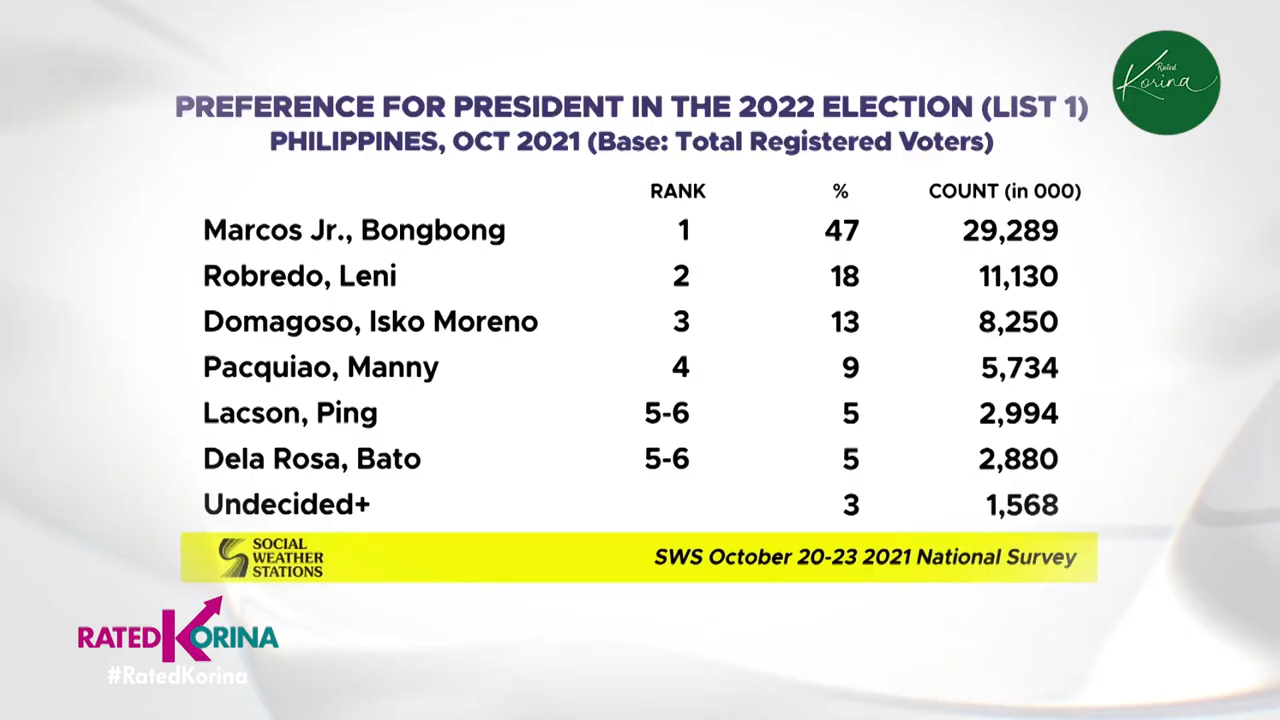 Rated
Korina
PREFERENCE FOR PRESIDENT IN THE 2022 ELECTION (LIST 1)
PHILIPPINES, OCT 2021 (Base: Total Registered Voters)
RANK % COUNT (in 000)
Marcos Jr., Bongbong 1 47 29,289
Robredo, Leni 2 18 11,130
Domagoso, Isko Moreno 3 13 8,250
Pacquiao, Manny 4 9 5,734
Lacson, Ping 5-6 5 2,994
Dela Rosa, Bato 5-6 5 2,880
Undecided+ 3 1,568
SOCIAL
WEATHER
STATIONS
SWS October 20-23 2021 National Survey
RATED KORINA
#RatedKorina